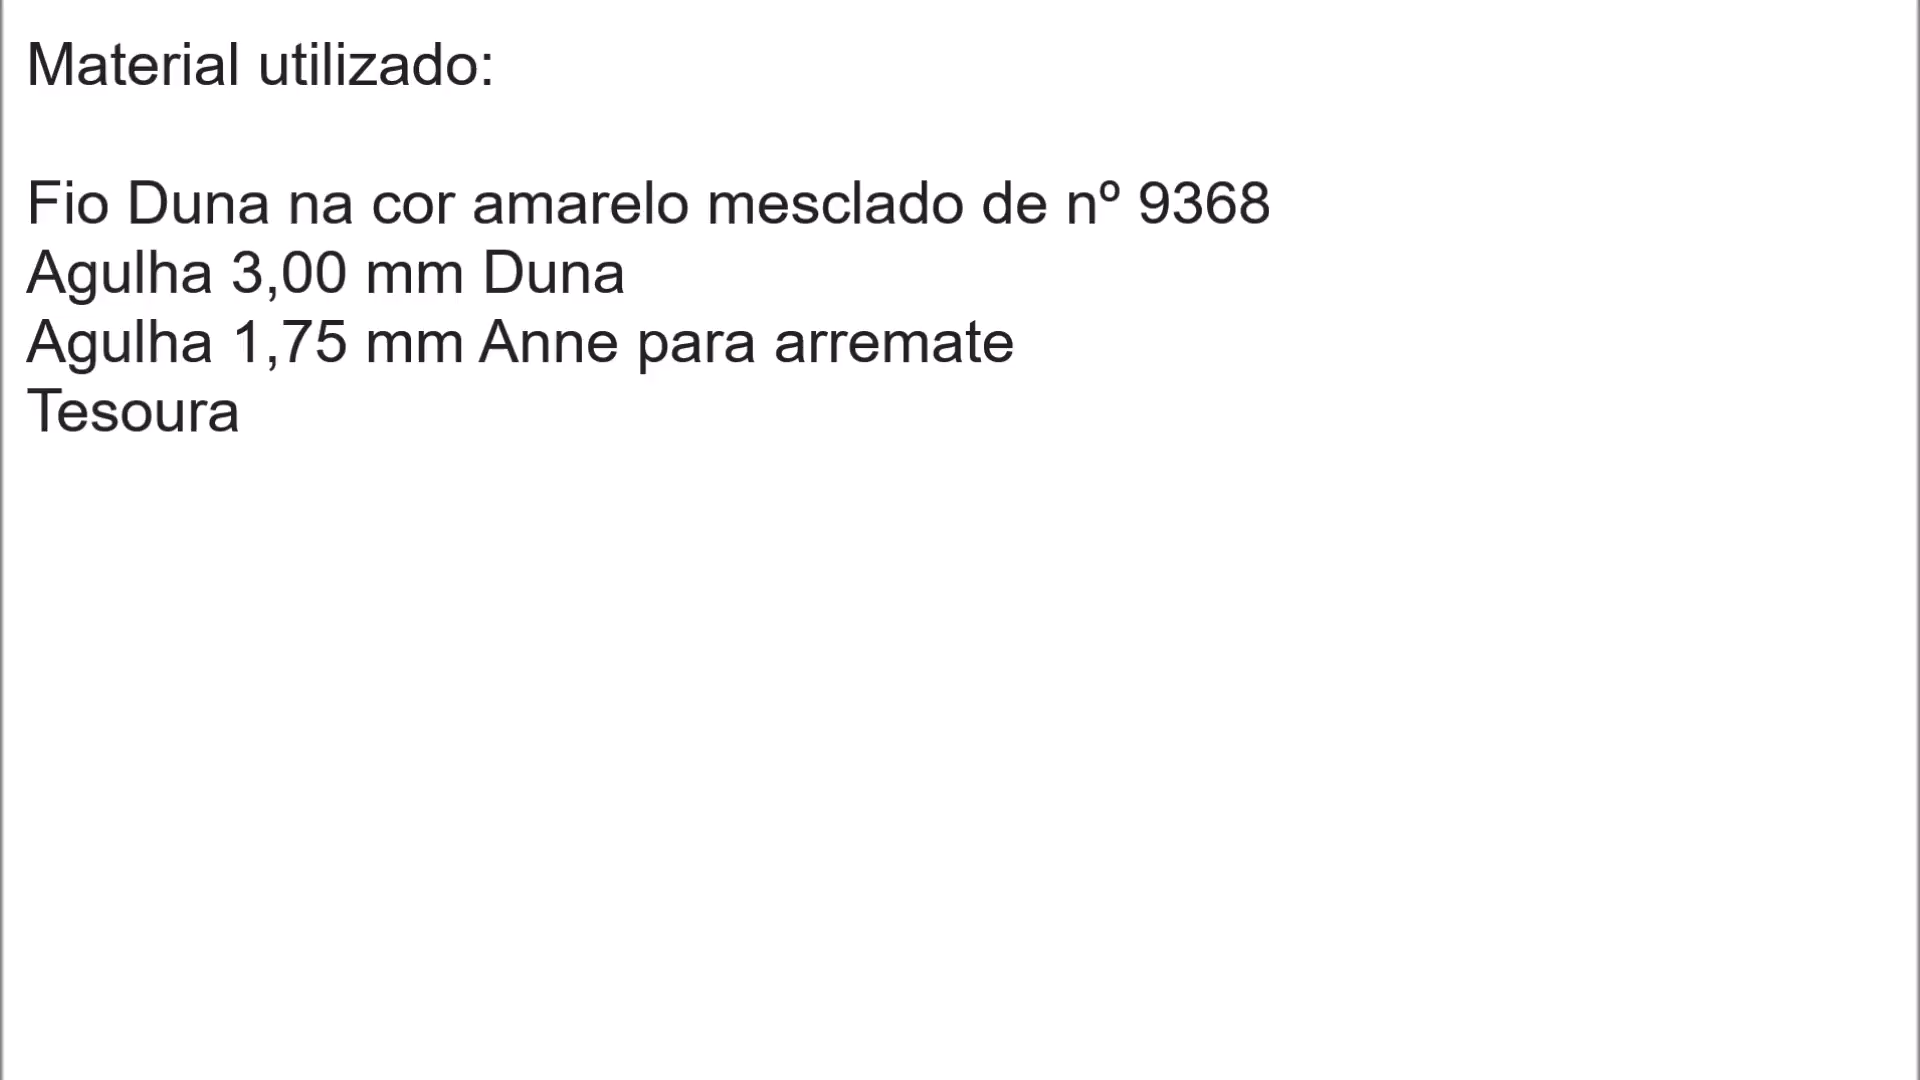 Material utilizado:
Fio Duna na cor amarelo mesclado de nº 9368
Agulha 3,00 mm Duna
Agulha 1,75 mm Anne para arremate
Tesoura